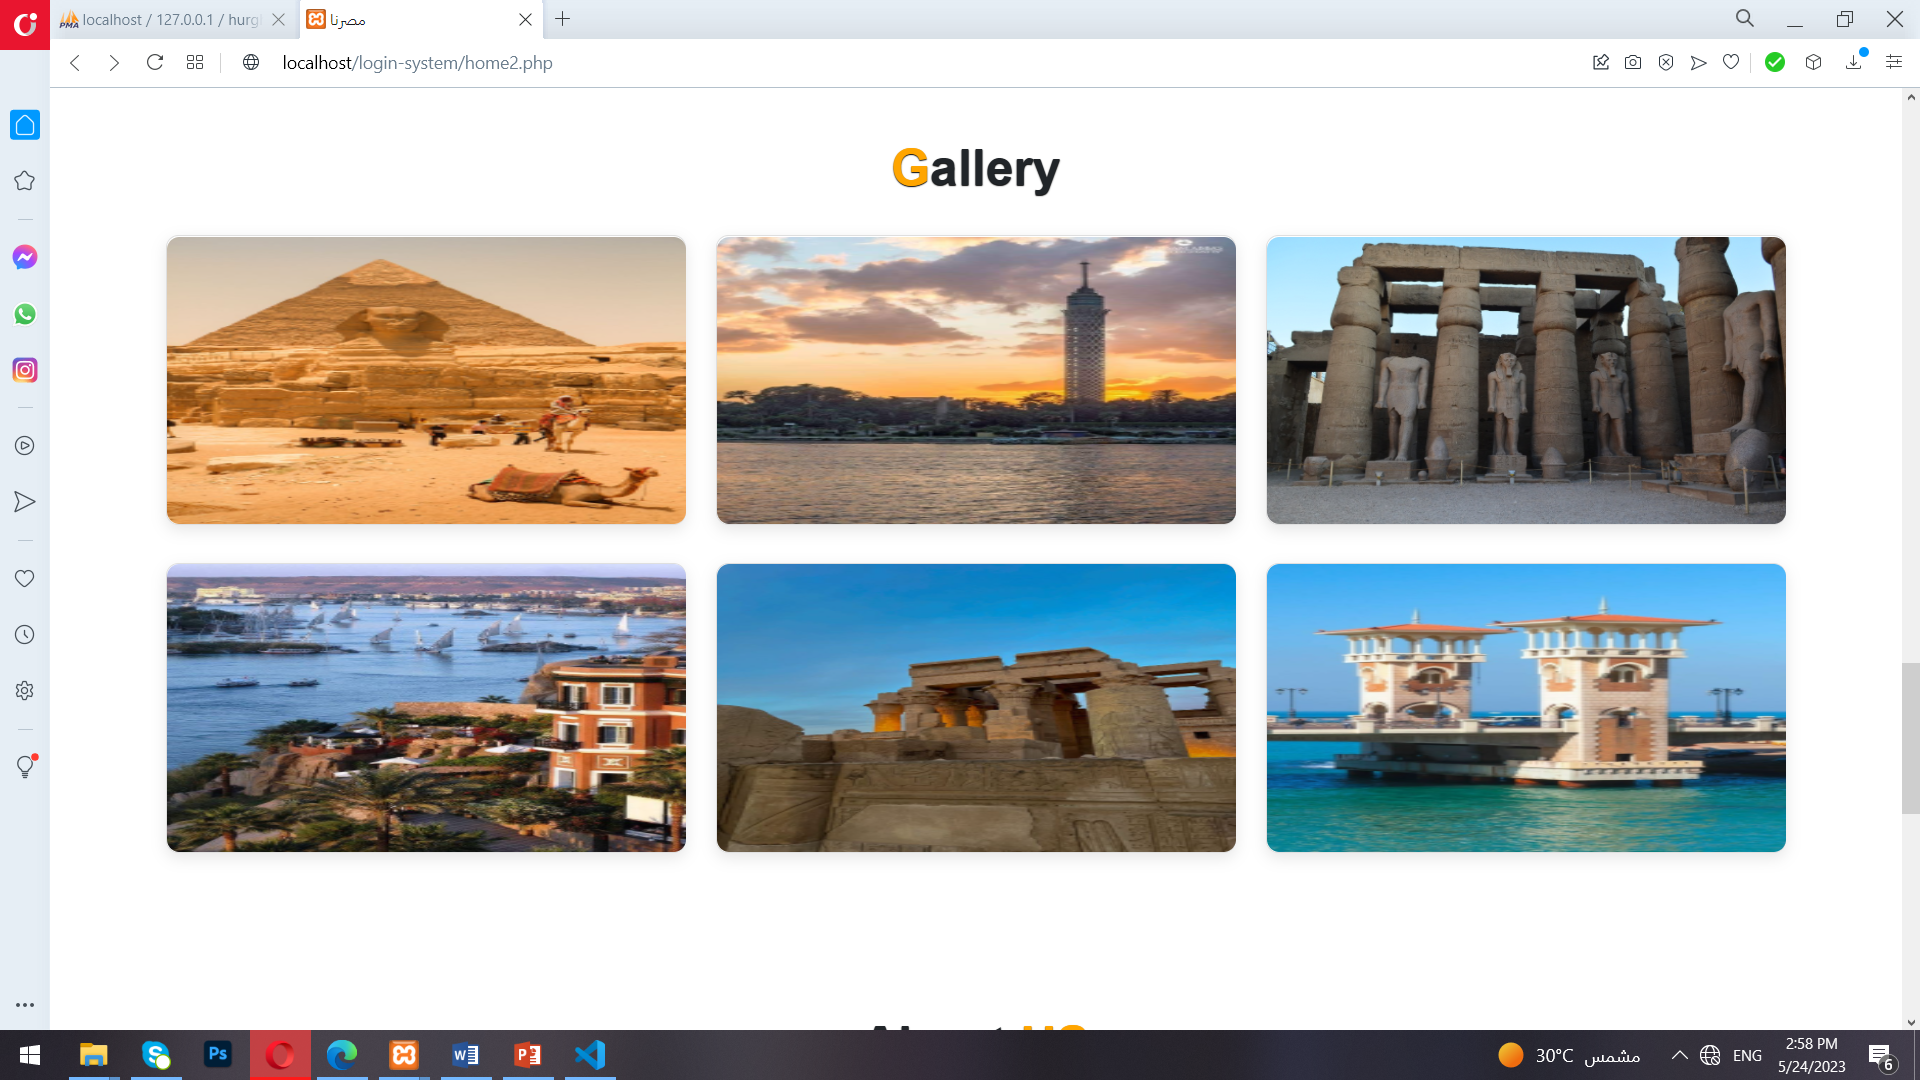 localhost / 127.0.0.1 / hurg
مصرنا
localhost/login-system/home2.php
Gallery
30°C مشمس
ENG
2:58 PM
5/24/2023
6